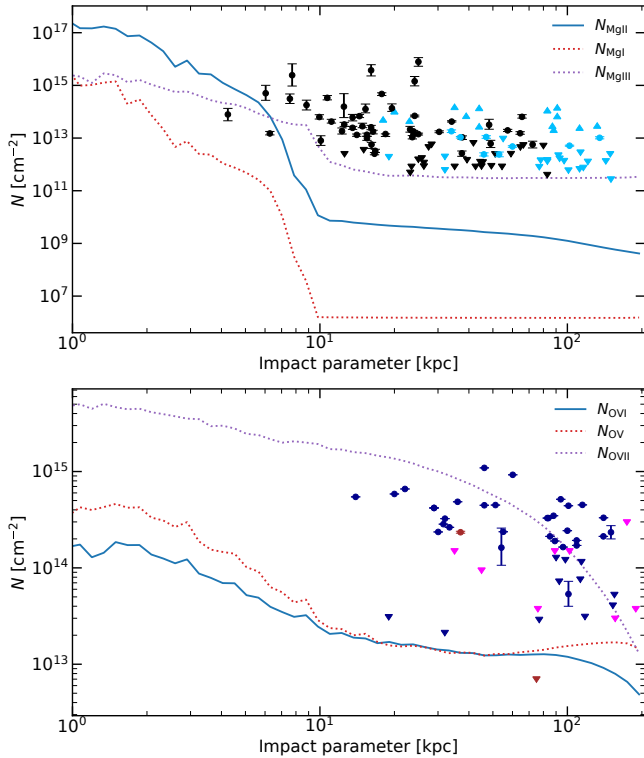 10^17
10^15
10^13
10^11
10^9
10^7
N [cm^−2]
N_MgII
N_MgI
N_MgIII
10^0 10^1 10^2
Impact parameter [kpc]
10^15
10^14
10^13
N [cm^−2]
N_OVI
N_OV
N_OVII
10^0 10^1 10^2
Impact parameter [kpc]